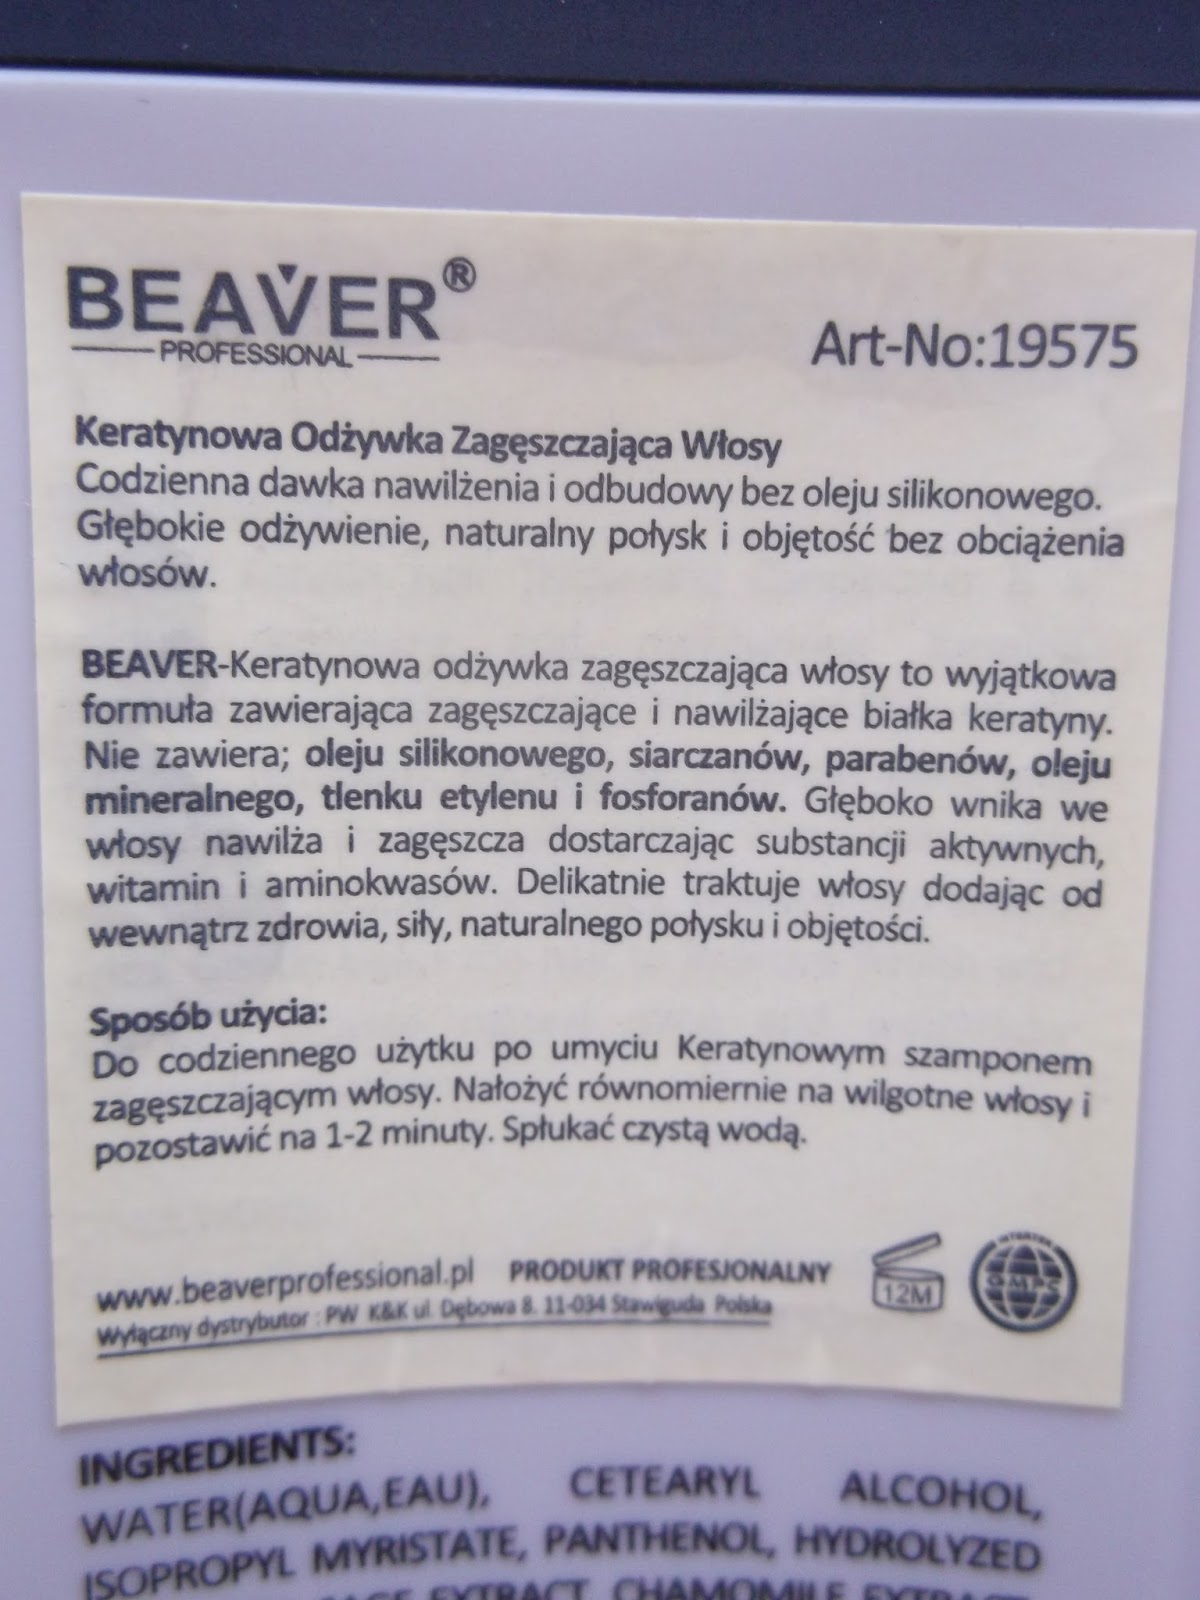 BEAVER®
PROFESSIONAL
Art-No:19575
Keratynowa Odżywka Zagęszczająca Włosy
Codzienna dawka nawilżenia i odbudowy bez oleju silikonowego.
Głębokie odżywienie, naturalny połysk i objętość bez obciążenia
włosów.
BEAVER-Keratynowa odżywka zagęszczająca włosy to wyjątkowa
formuła zawierająca zagęszczające i nawilżające białka keratyny.
Nie zawiera; oleju silikonowego, siarczanów, parabenów, oleju
mineralnego, tlenku etylenu i fosforanów. Głęboko wnika we
włosy nawilża i zagęszcza dostarczając substancji aktywnych,
witamin i aminokwasów. Delikatnie traktuje włosy dodając od
wewnątrz zdrowia, siły, naturalnego połysku i objętości.
Sposób użycia:
Do codziennego użytku po umyciu Keratynowym szamponem
zagęszczającym włosy. Nałożyć równomiernie na wilgotne włosy i
pozostawić na 1-2 minuty. Spłukać czystą wodą.
www.beaverprofessional.pl PRODUKT PROFESJONALNY
Wyłączny dystrybutor : PW K&K ul. Dębowa 8. 11-034 Stawiguda Polska
12M
GMPC
INGREDIENTS:
WATER(AQUA,EAU), CETEARYL ALCOHOL,
ISOPROPYL MYRISTATE, PANTHENOL, HYDROLYZED
EXTRACT, CHAMOMILE EXTRACT